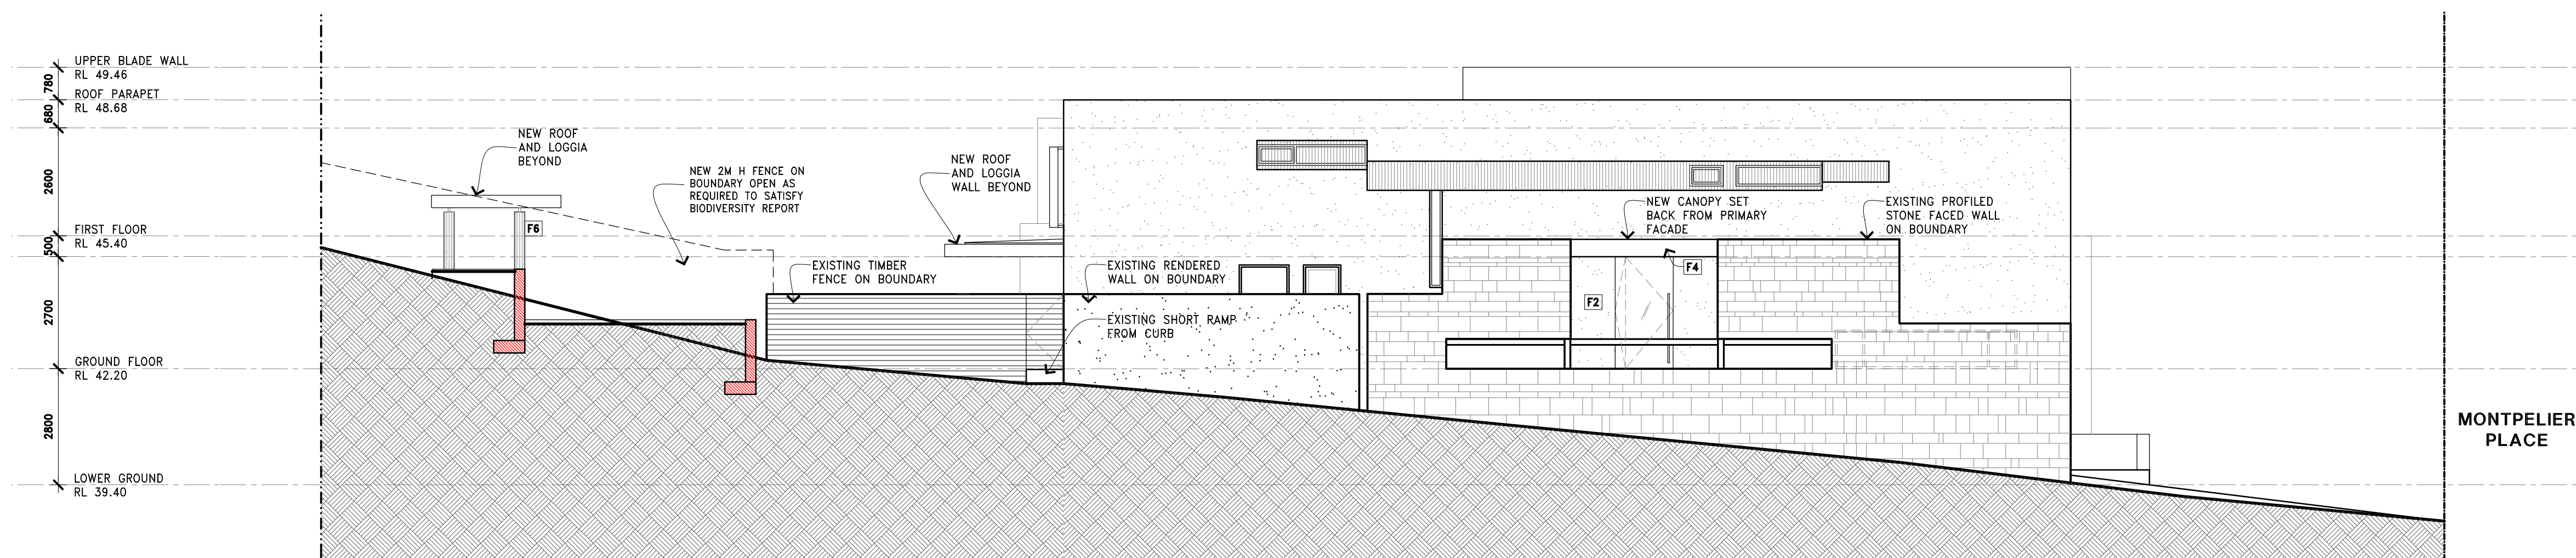 UPPER BLADE WALL
RL 49.46
780
ROOF PARAPET
RL 48.68
680
2600
FIRST FLOOR
RL 45.40
500
2700
GROUND FLOOR
RL 42.20
2800
LOWER GROUND
RL 39.40
NEW ROOF
AND LOGGIA
BEYOND
F6
NEW 2M H FENCE ON
BOUNDARY OPEN AS
REQUIRED TO SATISFY
BIODIVERSITY REPORT
NEW ROOF
AND LOGGIA
WALL BEYOND
EXISTING TIMBER
FENCE ON BOUNDARY
EXISTING RENDERED
WALL ON BOUNDARY
EXISTING SHORT RAMP
FROM CURB
NEW CANOPY SET
BACK FROM PRIMARY
FACADE
F4
F2
EXISTING PROFILED
STONE FACED WALL
ON BOUNDARY
MONTPELIER
PLACE